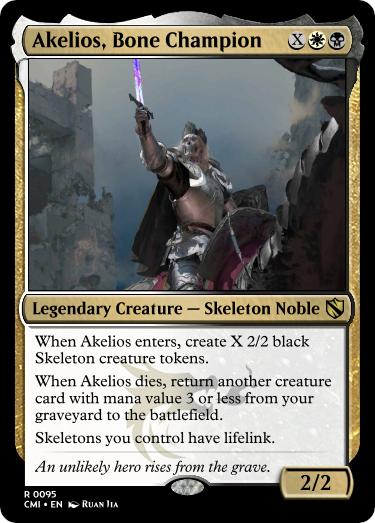 Akelios, Bone Champion X
Legendary Creature — Skeleton Noble
When Akelios enters, create X 2/2 black
Skeleton creature tokens.
When Akelios dies, return another creature
card with mana value 3 or less from your
graveyard to the battlefield.
Skeletons you control have lifelink.
An unlikely hero rises from the grave.
2/2
R 0095
CMI • EN Ruan Jia